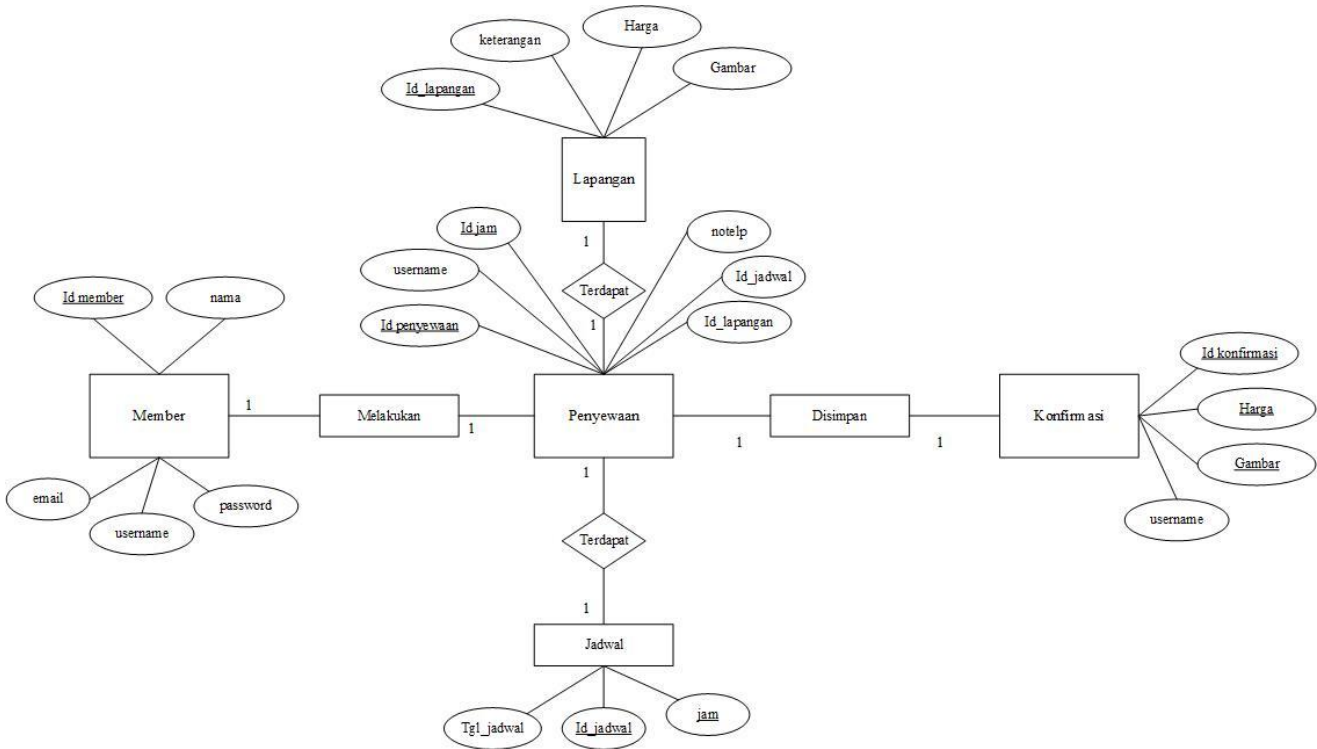 Harga
keterangan
Gambar
Id_lapangan
Lapangan
Id jam
notelp
1
username
Id_jadwal
Terdapat
Id member
nama
Id penyewaan
1
Id_lapangan
Id konfirmasi
Member
1
Melakukan
1
Penyewaan
1
Disimpan
1
Konfirmasi
Harga
Gambar
1
email
password
username
username
Terdapat
1
Jadwal
Tgl_jadwal
Id_jadwal
jam